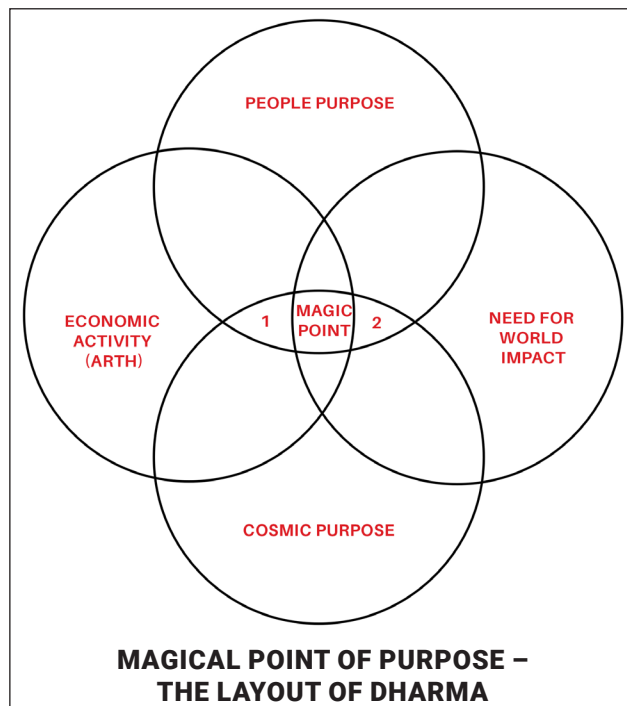 PEOPLE PURPOSE
ECONOMIC
ACTIVITY
(ARTH)
1
MAGIC
POINT
2
NEED FOR
WORLD
IMPACT
COSMIC PURPOSE
MAGICAL POINT OF PURPOSE –
THE LAYOUT OF DHARMA